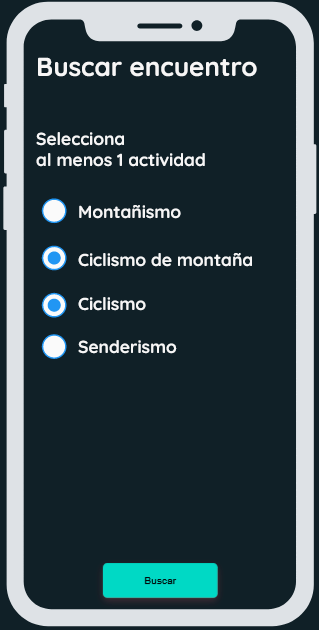 Buscar encuentro
Selecciona
al menos 1 actividad
Montañismo
Ciclismo de montaña
Ciclismo
Senderismo
Buscar